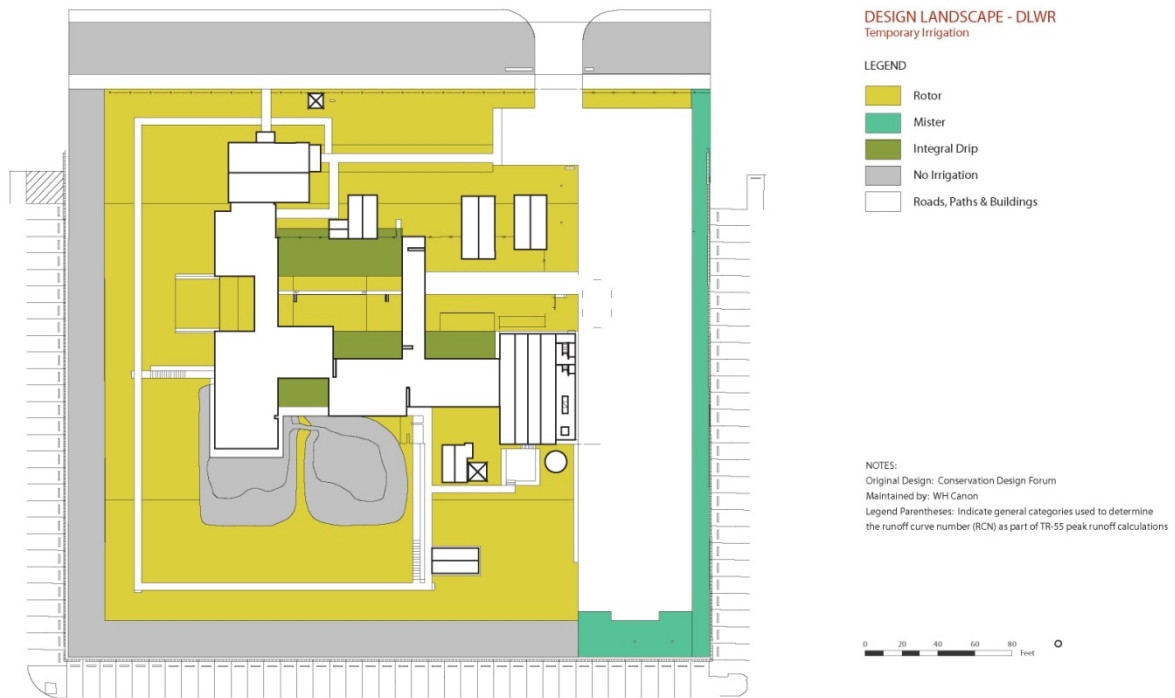 DESIGN LANDSCAPE - DLWR
Temporary Irrigation
LEGEND
Rotor
Mister
Integral Drip
No Irrigation
Roads, Paths & Buildings
NOTES:
Original Design: Conservation Design Forum
Maintained by: WH Canon
Legend Parentheses: Indicate general categories used to determine
the runoff curve number (RCN) as part of TR-55 peak runoff calculations
0 20 40 60 80
Feet